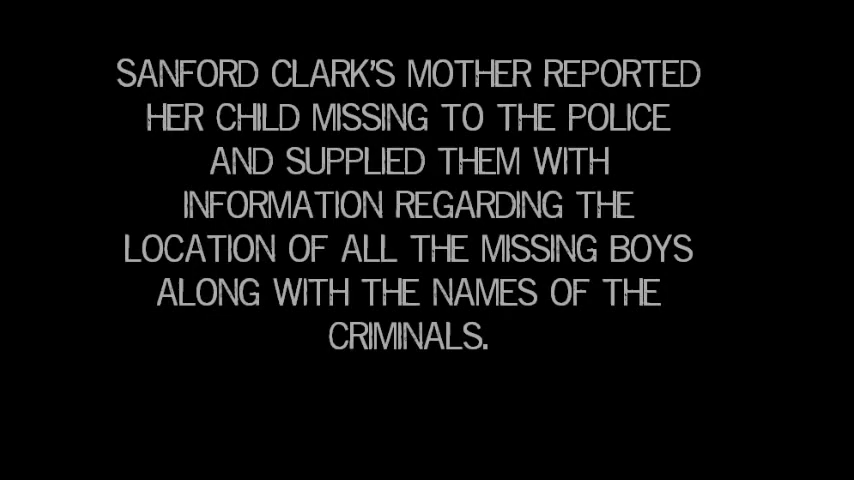 SANFORD CLARK'S MOTHER REPORTED
HER CHILD MISSING TO THE POLICE
AND SUPPLIED THEM WITH
INFORMATION REGARDING THE
LOCATION OF ALL THE MISSING BOYS
ALONG WITH THE NAMES OF THE
CRIMINALS.